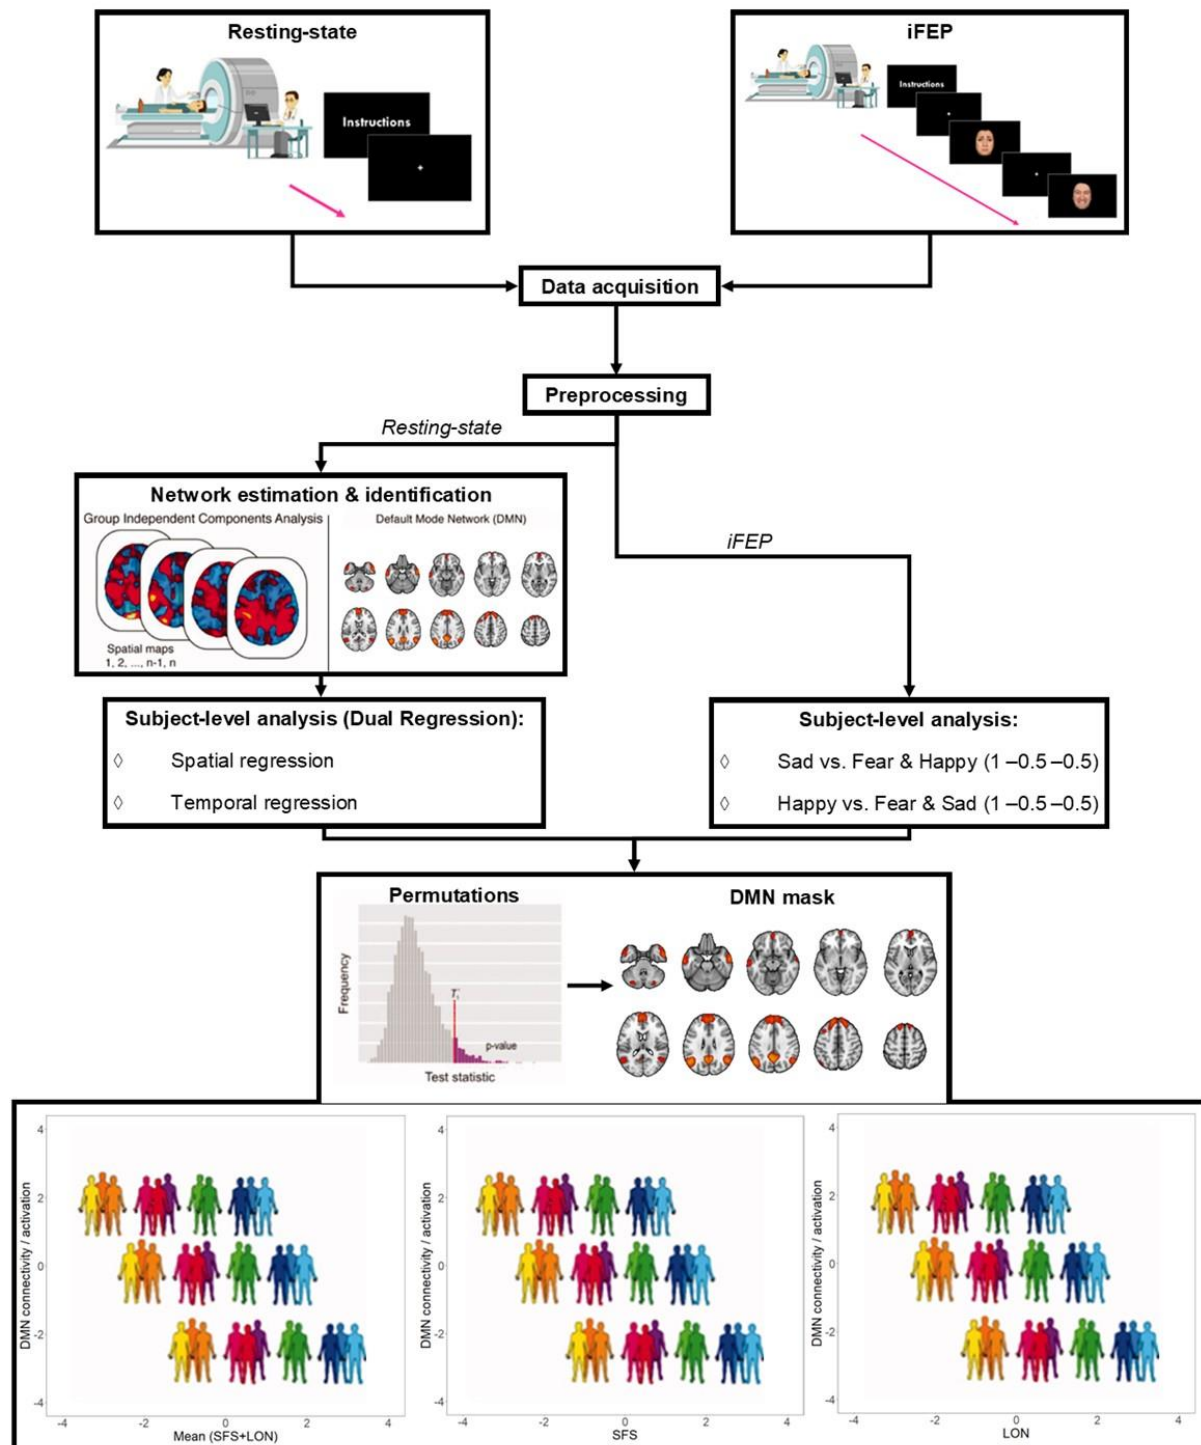 Resting-state
Instructions
+
iFEP
Instructions
+
+
Data acquisition
Preprocessing
Resting-state
iFEP
Network estimation & identification
Group Independent Components Analysis
Spatial maps
1, 2, ..., n-1, n
Default Mode Network (DMN)
Subject-level analysis (Dual Regression):
◊ Spatial regression
◊ Temporal regression
Subject-level analysis:
◊ Sad vs. Fear & Happy (1 –0.5 –0.5)
◊ Happy vs. Fear & Sad (1 –0.5 –0.5)
Permutations
Frequency
p-value
Test statistic
DMN mask
DMN connectivity / activation
4
2
0
-2
-4
-4
-2
0
2
4
Mean (SFS+LON)
DMN connectivity / activation
4
2
0
-2
-4
-4
-2
0
2
4
SFS
DMN connectivity / activation
4
2
0
-2
-4
-4
-2
0
2
4
LON